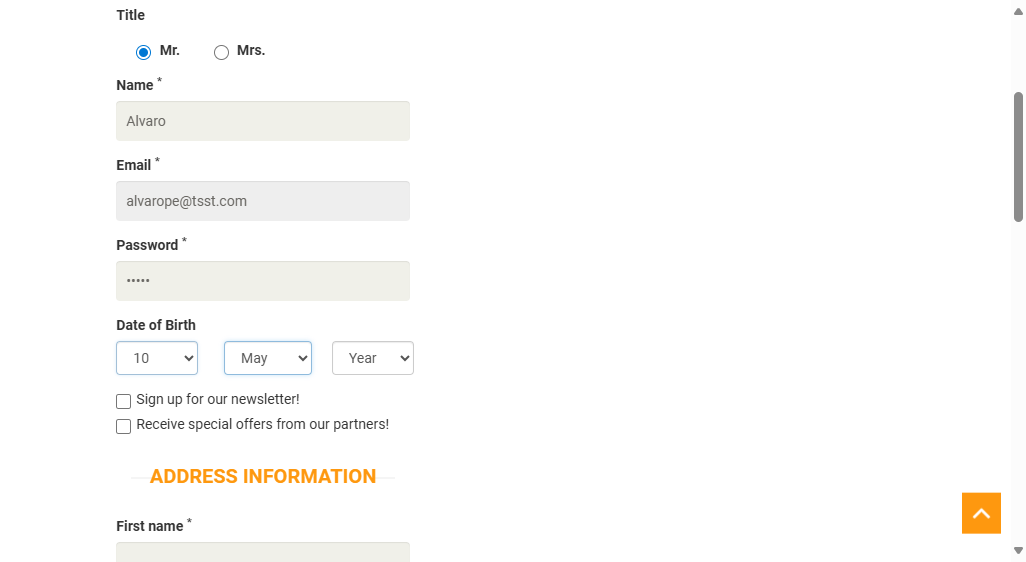 Title
Mr. Mrs.
Name *
Alvaro
Email *
alvarope@tsst.com
Password *
•••••
Date of Birth
10 May Year
Sign up for our newsletter!
Receive special offers from our partners!
ADDRESS INFORMATION
First name *